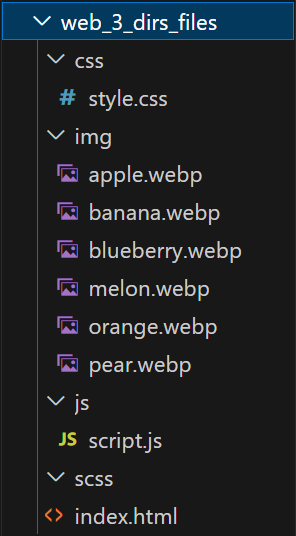 web_3_dirs_files
css
# style.css
img
apple.webp
banana.webp
blueberry.webp
melon.webp
orange.webp
pear.webp
js
JS script.js
scss
<> index.html